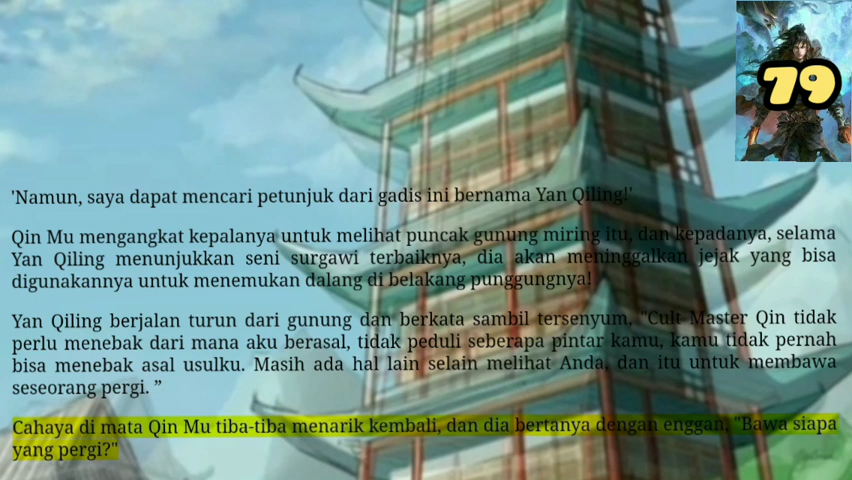 79
'Namun, saya dapat mencari petunjuk dari gadis ini bernama Yan Qiling!'
Qin Mu mengangkat kepalanya untuk melihat puncak gunung miring itu, dan kepadanya, selama
Yan Qiling menunjukkan seni surgawi terbaiknya, dia akan meninggalkan jejak yang bisa
digunakannya untuk menemukan dalang di belakang punggungnya!
Yan Qiling berjalan turun dari gunung dan berkata sambil tersenyum, "Cult Master Qin tidak
perlu menebak dari mana aku berasal, tidak peduli seberapa pintar kamu, kamu tidak pernah
bisa menebak asal usulku. Masih ada hal lain selain melihat Anda, dan itu untuk membawa
seseorang pergi. ”
Cahaya di mata Qin Mu tiba-tiba menarik kembali, dan dia bertanya dengan enggan, "Bawa siapa
yang pergi?"